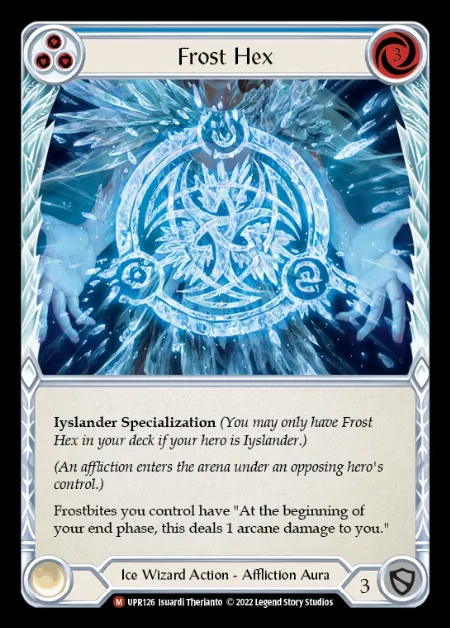 Frost Hex
3
Iyslander Specialization (You may only have Frost
Hex in your deck if your hero is Iyslander.)
(An affliction enters the arena under an opposing hero's
control.)
Frostbites you control have "At the beginning of
your end phase, this deals 1 arcane damage to you."
Ice Wizard Action - Affliction Aura
3
M UPR126 Isuardi Therianto © 2022 Legend Story Studios